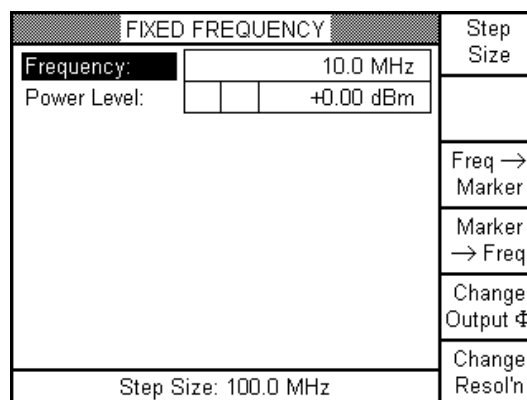 FIXED FREQUENCY
Frequency: 10.0 MHz
Power Level: +0.00 dBm
Step Size: 100.0 MHz
Step
Size
Freq →
Marker
Marker
→ Freq
Change
Output Φ
Change
Resol'n